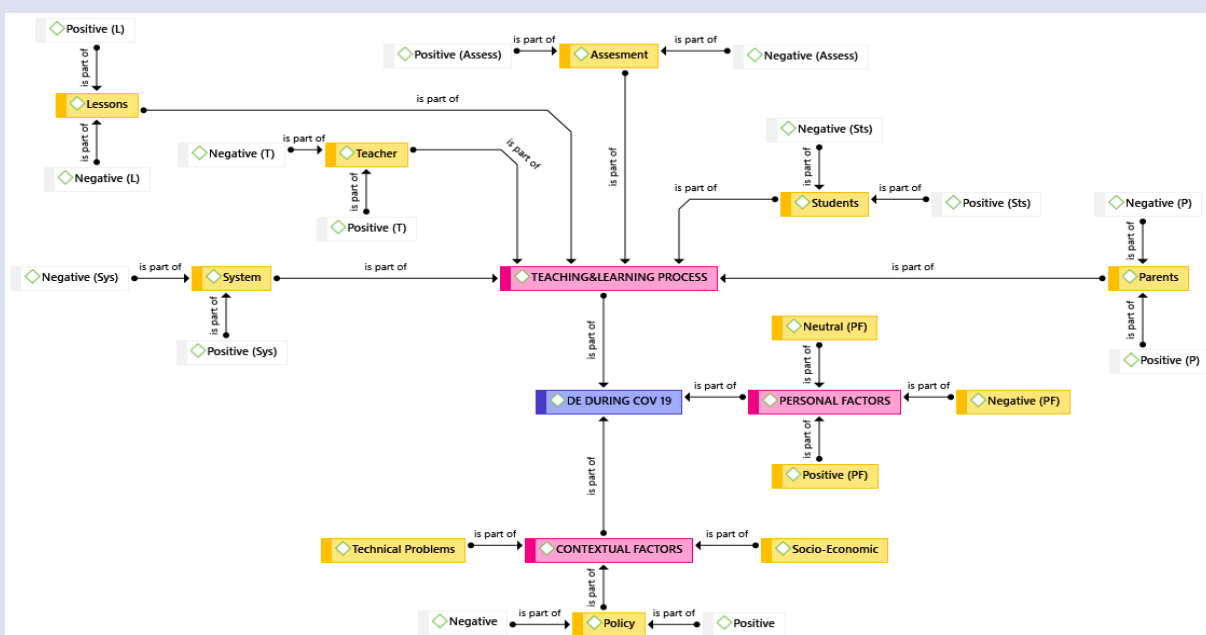 Positive (L)
is part of
Positive (Assess)
is part of
Assesment
is part of
Negative (Assess)
is part of
Lessons
is part of
is part of
Negative (L)
Negative (T)
is part of
Teacher
is part of
is part of
Positive (T)
is part of
Negative (Sts)
is part of
is part of
Students
is part of
Positive (Sts)
Negative (P)
is part of
Negative (Sys)
is part of
System
is part of
TEACHING&LEARNING PROCESS
is part of
Parents
is part of
Positive (Sys)
is part of
Positive (P)
is part of
Neutral (PF)
is part of
DE DURING COV 19
is part of
PERSONAL FACTORS
is part of
Negative (PF)
is part of
Positive (PF)
is part of
Technical Problems
is part of
CONTEXTUAL FACTORS
is part of
Socio-Economic
is part of
Negative
is part of
Policy
is part of
Positive